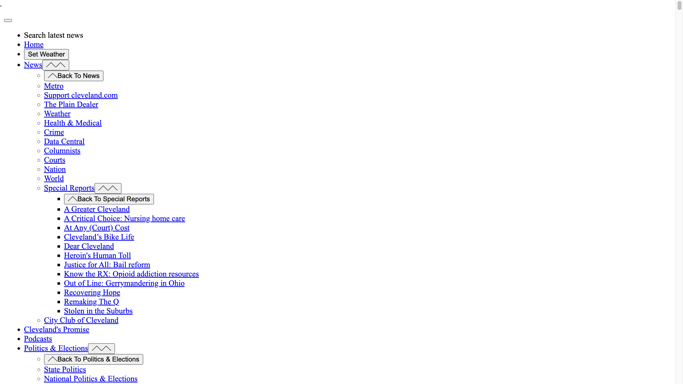 Search latest news
Home
Set Weather
News
Back To News
Metro
Support cleveland.com
The Plain Dealer
Weather
Health & Medical
Crime
Data Central
Columnists
Courts
Nation
World
Special Reports
Back To Special Reports
A Greater Cleveland
A Critical Choice: Nursing home care
At Any (Court) Cost
Cleveland's Bike Life
Dear Cleveland
Heroin's Human Toll
Justice for All: Bail reform
Know the RX: Opioid addiction resources
Out of Line: Gerrymandering in Ohio
Recovering Hope
Remaking The Q
Stolen in the Suburbs
City Club of Cleveland
Cleveland's Promise
Podcasts
Politics & Elections
Back To Politics & Elections
State Politics
National Politics & Elections